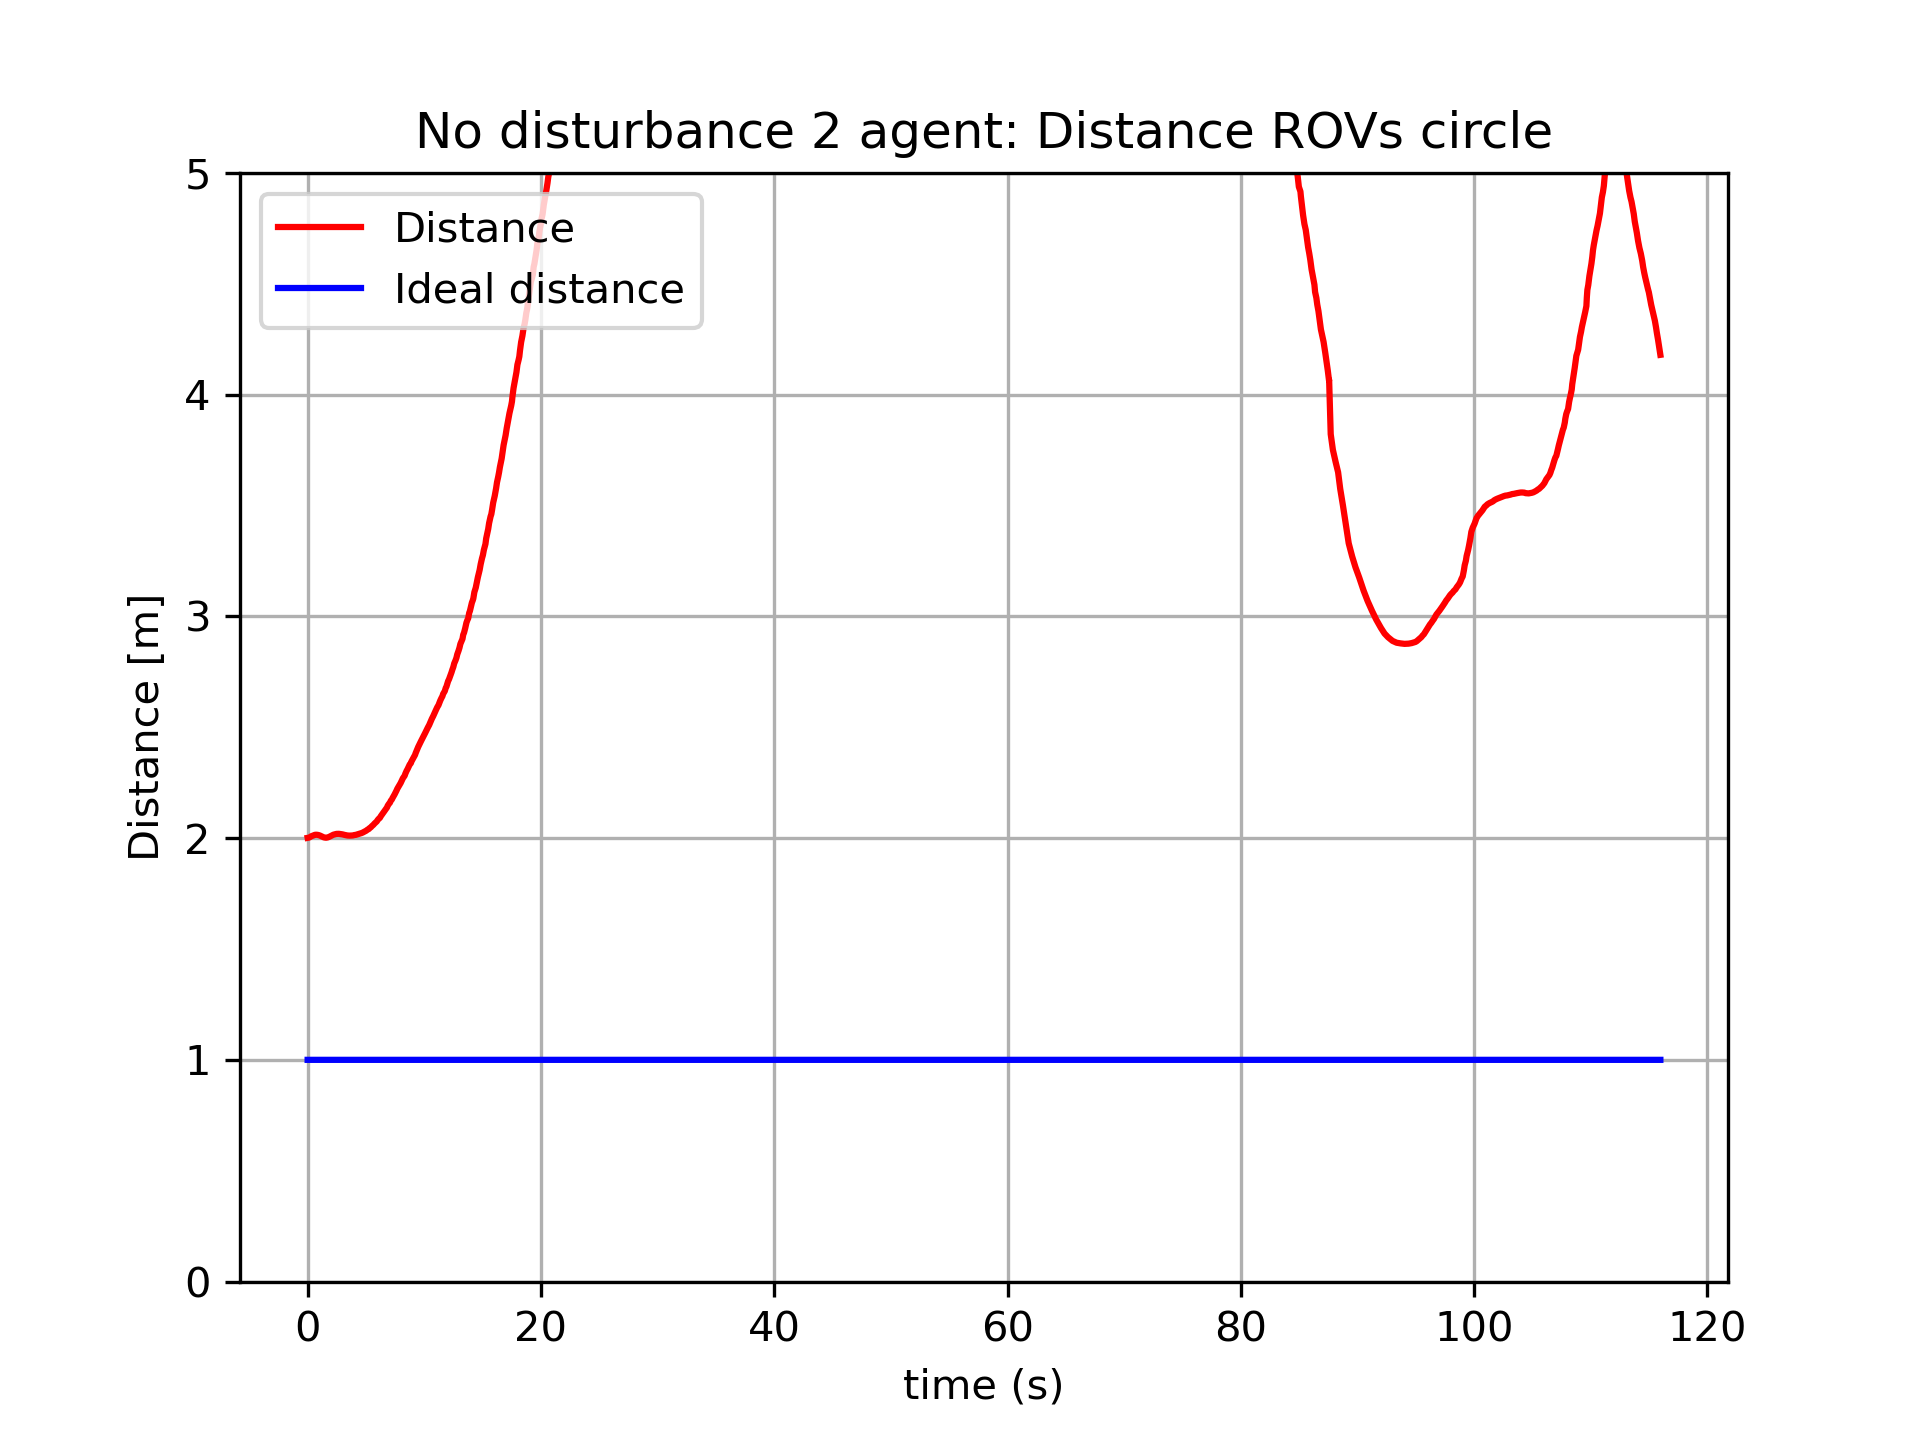 No disturbance 2 agent: Distance ROVs circle
Distance
Ideal distance
Distance [m]
5
4
3
2
1
0
0 20 40 60 80 100 120
time (s)